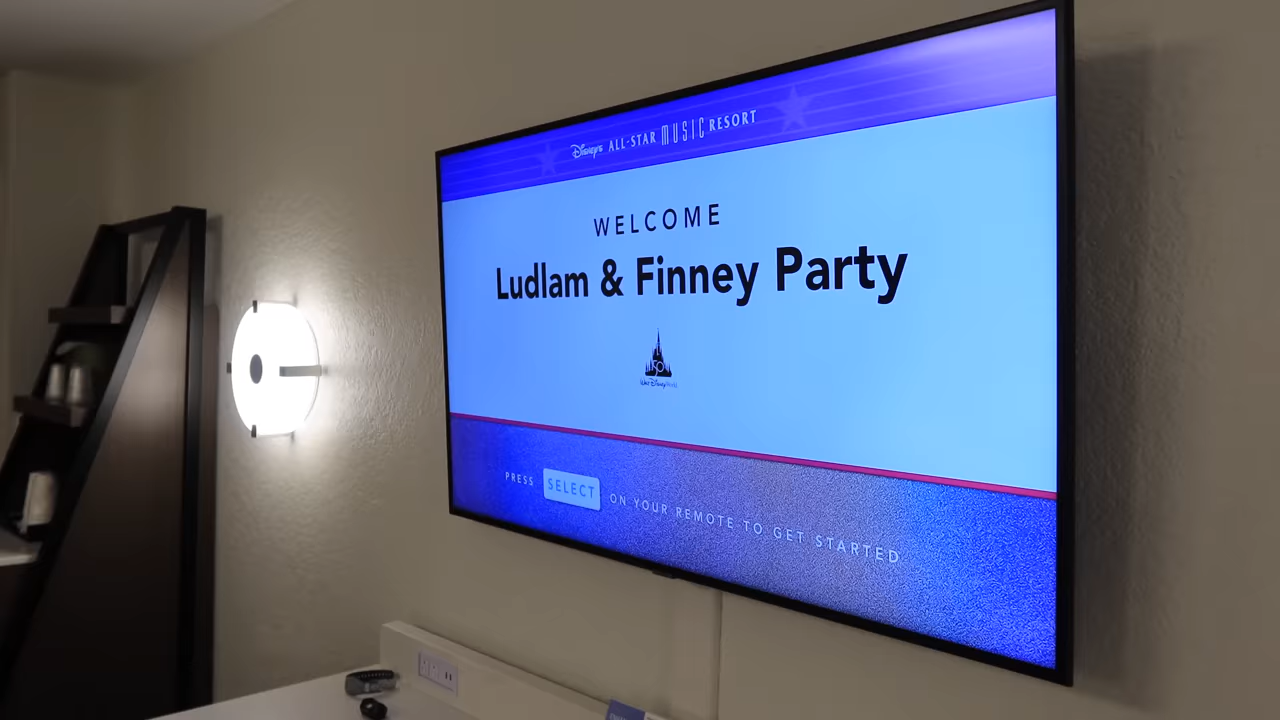 Disney's ALL-STAR MUSIC RESORT
WELCOME
Ludlam & Finney Party
50
Walt Disney World
PRESS SELECT ON YOUR REMOTE TO GET STARTED